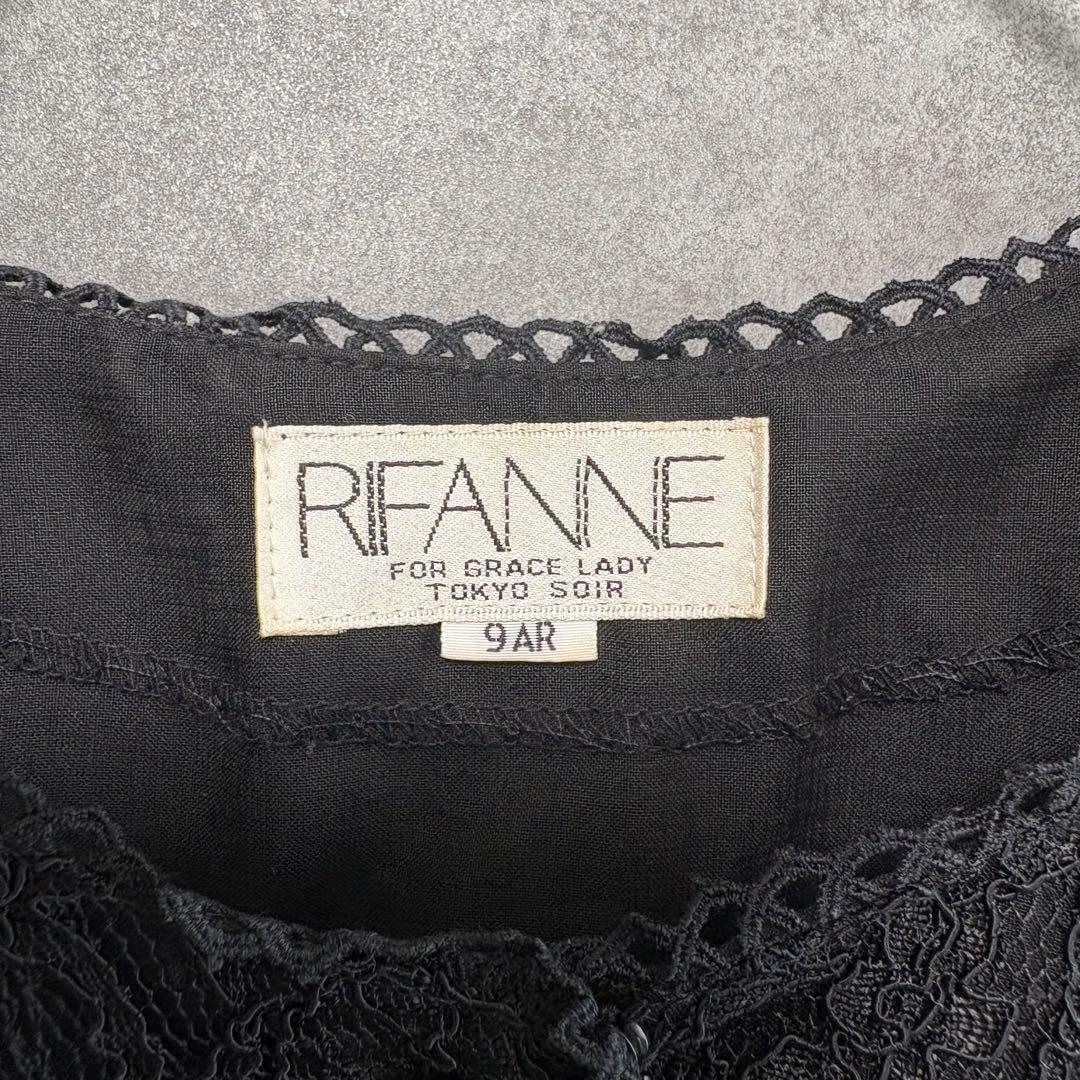 RIFANNE
FOR GRACE LADY
TOKYO SOIR
9AR